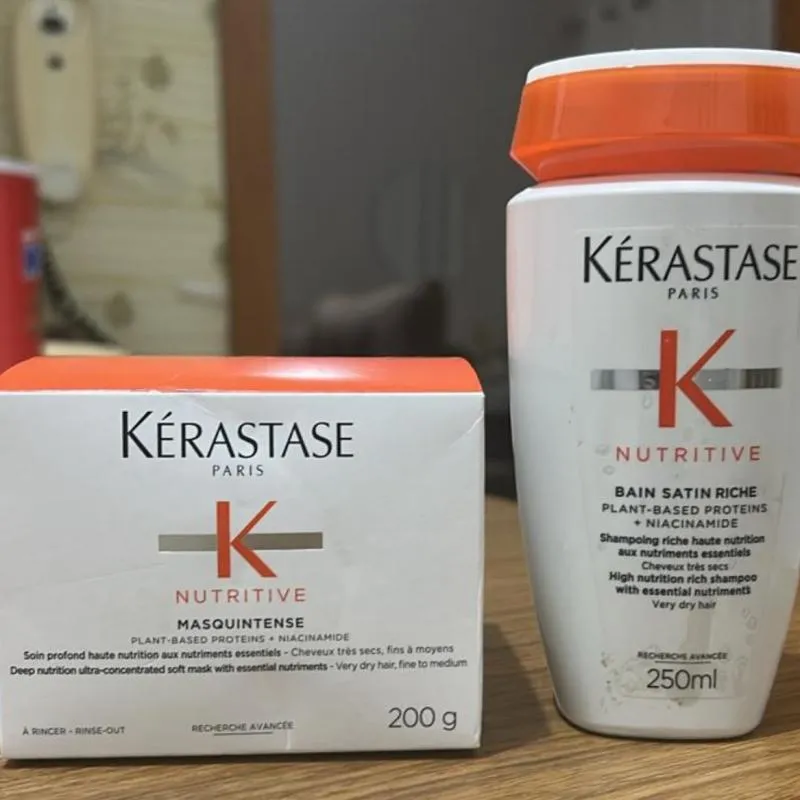 KÉRASTASE
PARIS
K
NUTRITIVE
MASQUINTENSE
PLANT-BASED PROTEINS + NIACINAMIDE
Soin profond haute nutrition aux nutriments essentiels - Cheveux très secs, fins à moyens
Deep nutrition ultra-concentrated soft mask with essential nutriments - Very dry hair, fine to medium
À RINCER - RINSE-OUT
RECHERCHE AVANCÉE
200 g
KÉRASTASE
PARIS
K
NUTRITIVE
BAIN SATIN RICHE
PLANT-BASED PROTEINS
+ NIACINAMIDE
Shampoing riche haute nutrition
aux nutriments essentiels
Cheveux très secs
High nutrition rich shampoo
with essential nutriments
Very dry hair
RECHERCHE AVANCÉE
250ml